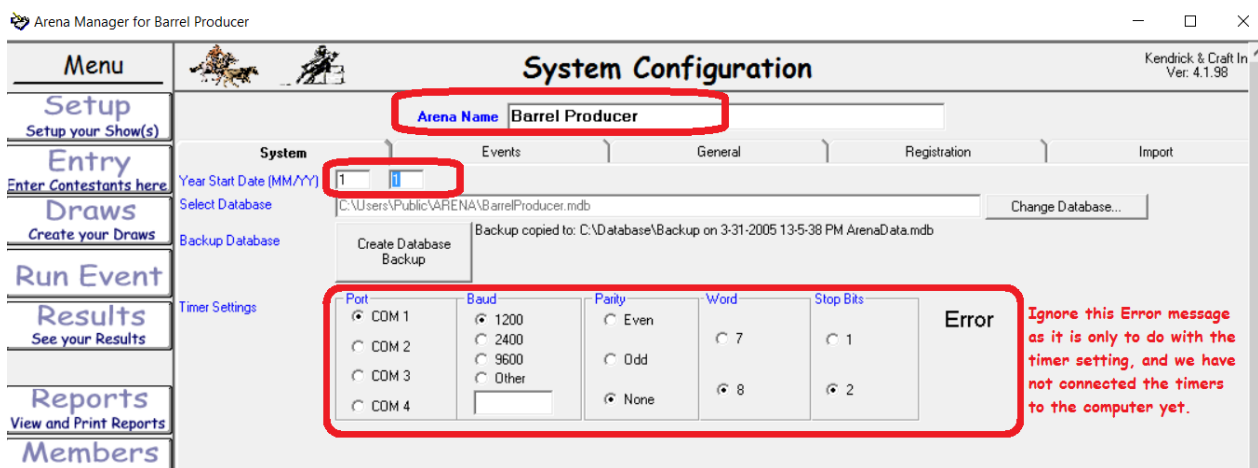 Arena Manager for Barrel Producer
Menu
System Configuration
Kendrick & Craft In
Ver: 4.1.98
Setup
Setup your Show(s)
Arena Name Barrel Producer
System Events General Registration Import
Entry
Enter Contestants here
Year Start Date (MM/YY) 1 1
Select Database C:\Users\Public\ARENA\BarrelProducer.mdb Change Database...
Draws
Create your Draws
Backup Database
Create Database
Backup
Backup copied to: C:\Database\Backup on 3-31-2005 13-5-38 PM ArenaData.mdb
Run Event
Timer Settings
Port
COM 1
COM 2
COM 3
COM 4
Baud
1200
2400
9600
Other
Parity
Even
Odd
None
Word
7
8
Stop Bits
1
2
Error
Ignore this Error message
as it is only to do with the
timer setting, and we have
not connected the timers
to the computer yet.
Results
See your Results
Reports
View and Print Reports
Members